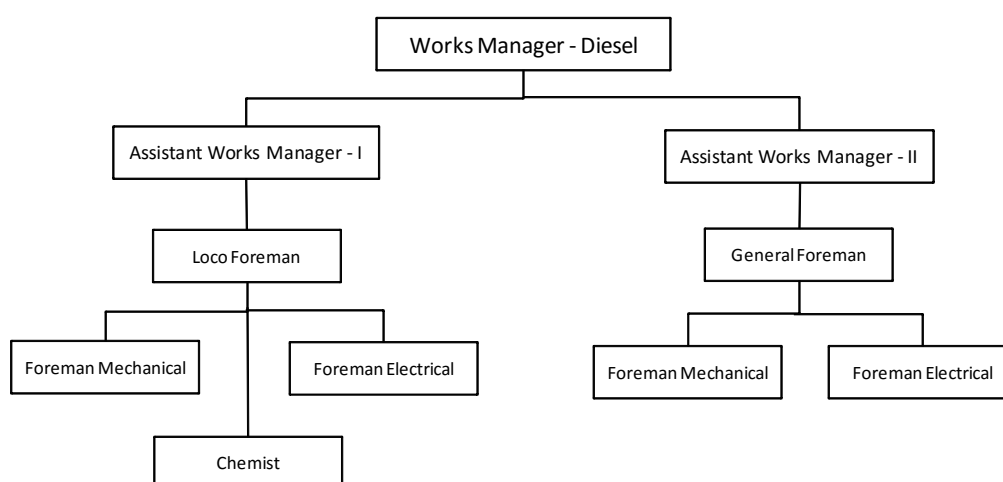 Works Manager - Diesel
Assistant Works Manager - I
Assistant Works Manager - II
Loco Foreman
General Foreman
Foreman Mechanical
Foreman Electrical
Foreman Mechanical
Foreman Electrical
Chemist